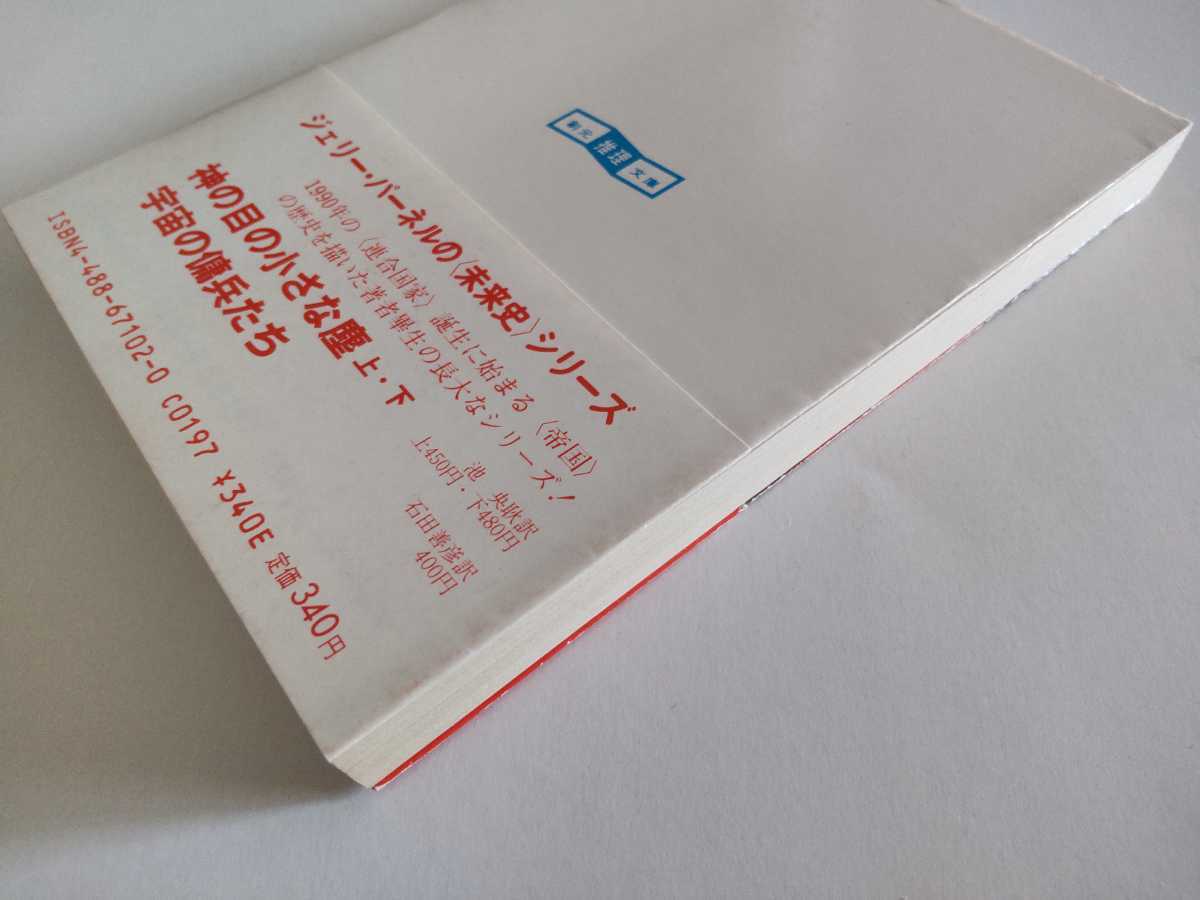 創元推理文庫
ジェリー・パーネルの〈未来史〉シリーズ
1990年の〈連合国家〉誕生に始まる〈帝国〉
の歴史を描いた著者畢生の長大なシリーズ!
神の目の小さな塵 上・下
池 央耿訳
上450円・下480円
宇宙の傭兵たち
石田善彦訳
400円
ISBN4-488-67102-0 C0197 ¥340E 定価340円